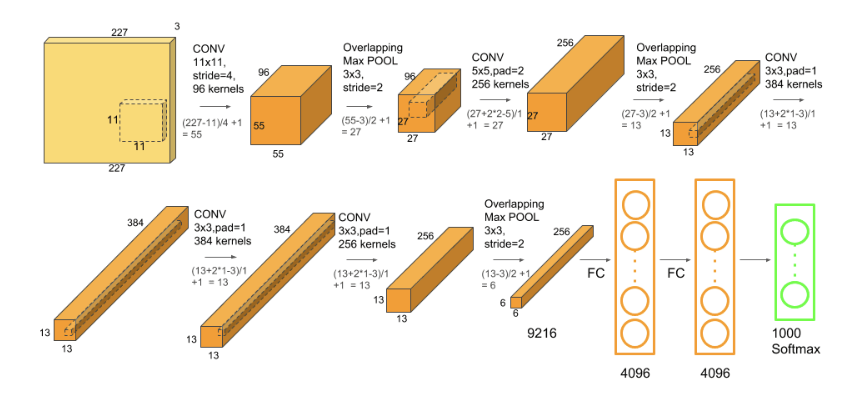 227
3
11
11
227
CONV
11x11,
stride=4,
96 kernels
(227-11)/4 +1
= 55
96
55
55
Overlapping
Max POOL
3x3,
stride=2
(55-3)/2 +1
= 27
96
27
27
CONV
5x5,pad=2
256 kernels
(27+2*2-5)/1
+1 = 27
256
27
27
Overlapping
Max POOL
3x3,
stride=2
(27-3)/2 +1
= 13
256
13
13
CONV
3x3,pad=1
384 kernels
(13+2*1-3)/1
+1 = 13
384
13
13
CONV
3x3,pad=1
384 kernels
(13+2*1-3)/1
+1 = 13
384
13
13
CONV
3x3,pad=1
256 kernels
(13+2*1-3)/1
+1 = 13
256
13
13
Overlapping
Max POOL
3x3,
stride=2
(13-3)/2 +1
= 6
256
6
6
9216
FC
4096
FC
4096
1000
Softmax